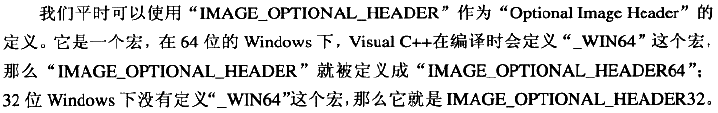 我们平时可以使用“IMAGE_OPTIONAL_HEADER”作为“Optional Image Header”的
定义。它是一个宏，在 64 位的 Windows 下，Visual C++在编译时会定义“_WIN64”这个宏，
那么“IMAGE_OPTIONAL_HEADER”就被定义成“IMAGE_OPTIONAL_HEADER64”；
32 位 Windows 下没有定义“_WIN64”这个宏，那么它就是 IMAGE_OPTIONAL_HEADER32。